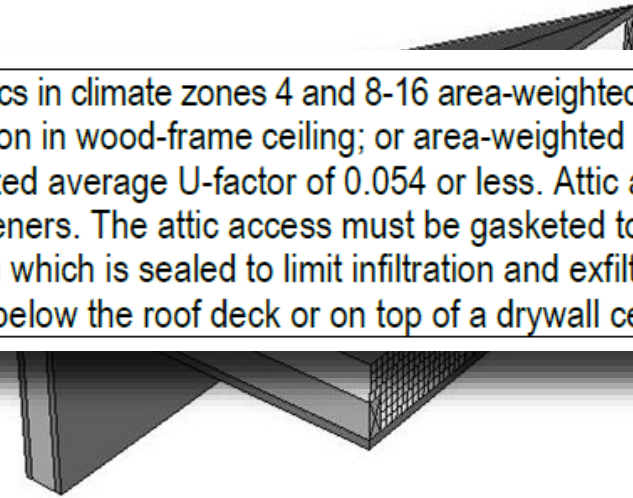 cs in climate zones 4 and 8-16 area-weighted
on in wood-frame ceiling; or area-weighted
ed average U-factor of 0.054 or less. Attic a
eners. The attic access must be gasketed to
which is sealed to limit infiltration and exfilt
below the roof deck or on top of a drywall ce